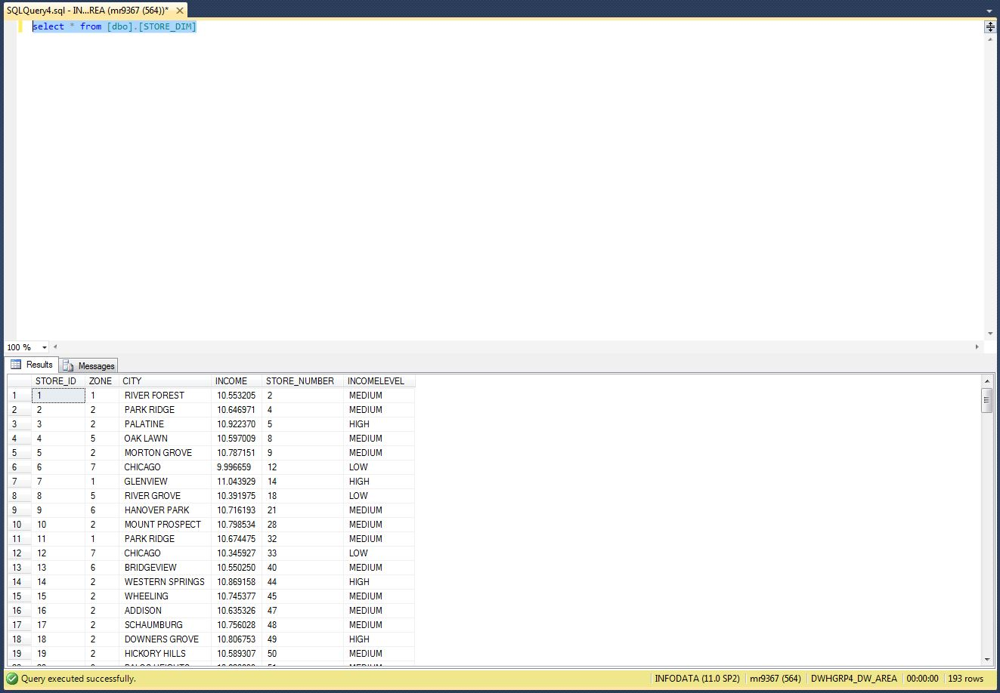 SQLQuery4.sql - IN...REA (mr9367 (564))*
select * from [dbo].[STORE_DIM]
100 %
Results Messages
STORE_ID ZONE CITY INCOME STORE_NUMBER INCOMELEVEL
1 1 1 RIVER FOREST 10.553205 2 MEDIUM
2 2 2 PARK RIDGE 10.646971 4 MEDIUM
3 3 2 PALATINE 10.922370 5 HIGH
4 4 5 OAK LAWN 10.597009 8 MEDIUM
5 5 2 MORTON GROVE 10.787151 9 MEDIUM
6 6 7 CHICAGO 9.996659 12 LOW
7 7 1 GLENVIEW 11.043929 14 HIGH
8 8 5 RIVER GROVE 10.391975 18 LOW
9 9 6 HANOVER PARK 10.716193 21 MEDIUM
10 10 2 MOUNT PROSPECT 10.798534 28 MEDIUM
11 11 1 PARK RIDGE 10.674475 32 MEDIUM
12 12 7 CHICAGO 10.345927 33 LOW
13 13 6 BRIDGEVIEW 10.550250 40 MEDIUM
14 14 2 WESTERN SPRINGS 10.869158 44 HIGH
15 15 2 WHEELING 10.745377 45 MEDIUM
16 16 2 ADDISON 10.635326 47 MEDIUM
17 17 2 SCHAUMBURG 10.756028 48 MEDIUM
18 18 2 DOWNERS GROVE 10.806753 49 HIGH
19 19 2 HICKORY HILLS 10.589307 50 MEDIUM
Query executed successfully. INFODATA (11.0 SP2) mr9367 (564) DWHGRP4_DW_AREA 00:00:00 193 rows